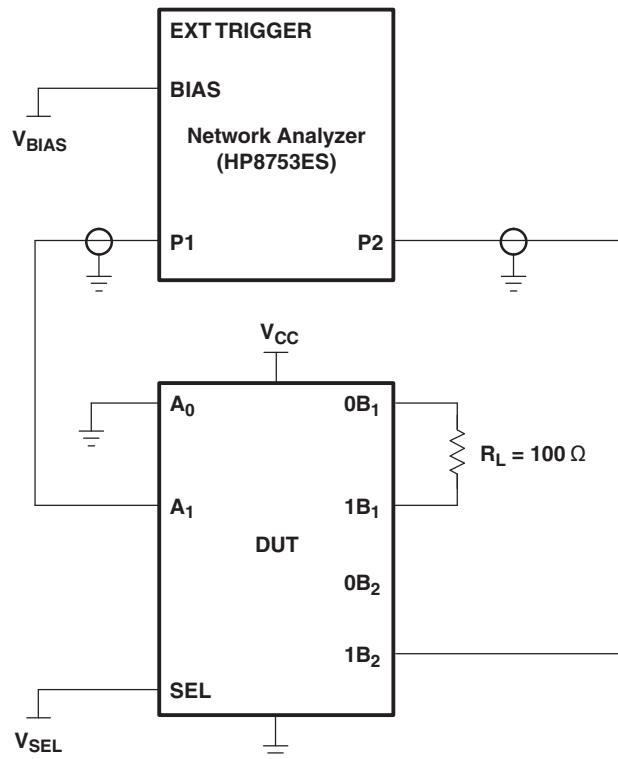 EXT TRIGGER
BIAS
V_BIAS
Network Analyzer
(HP8753ES)
P1
P2
V_CC
A_0
0B_1
R_L = 100 Ω
A_1
1B_1
DUT
0B_2
1B_2
SEL
V_SEL